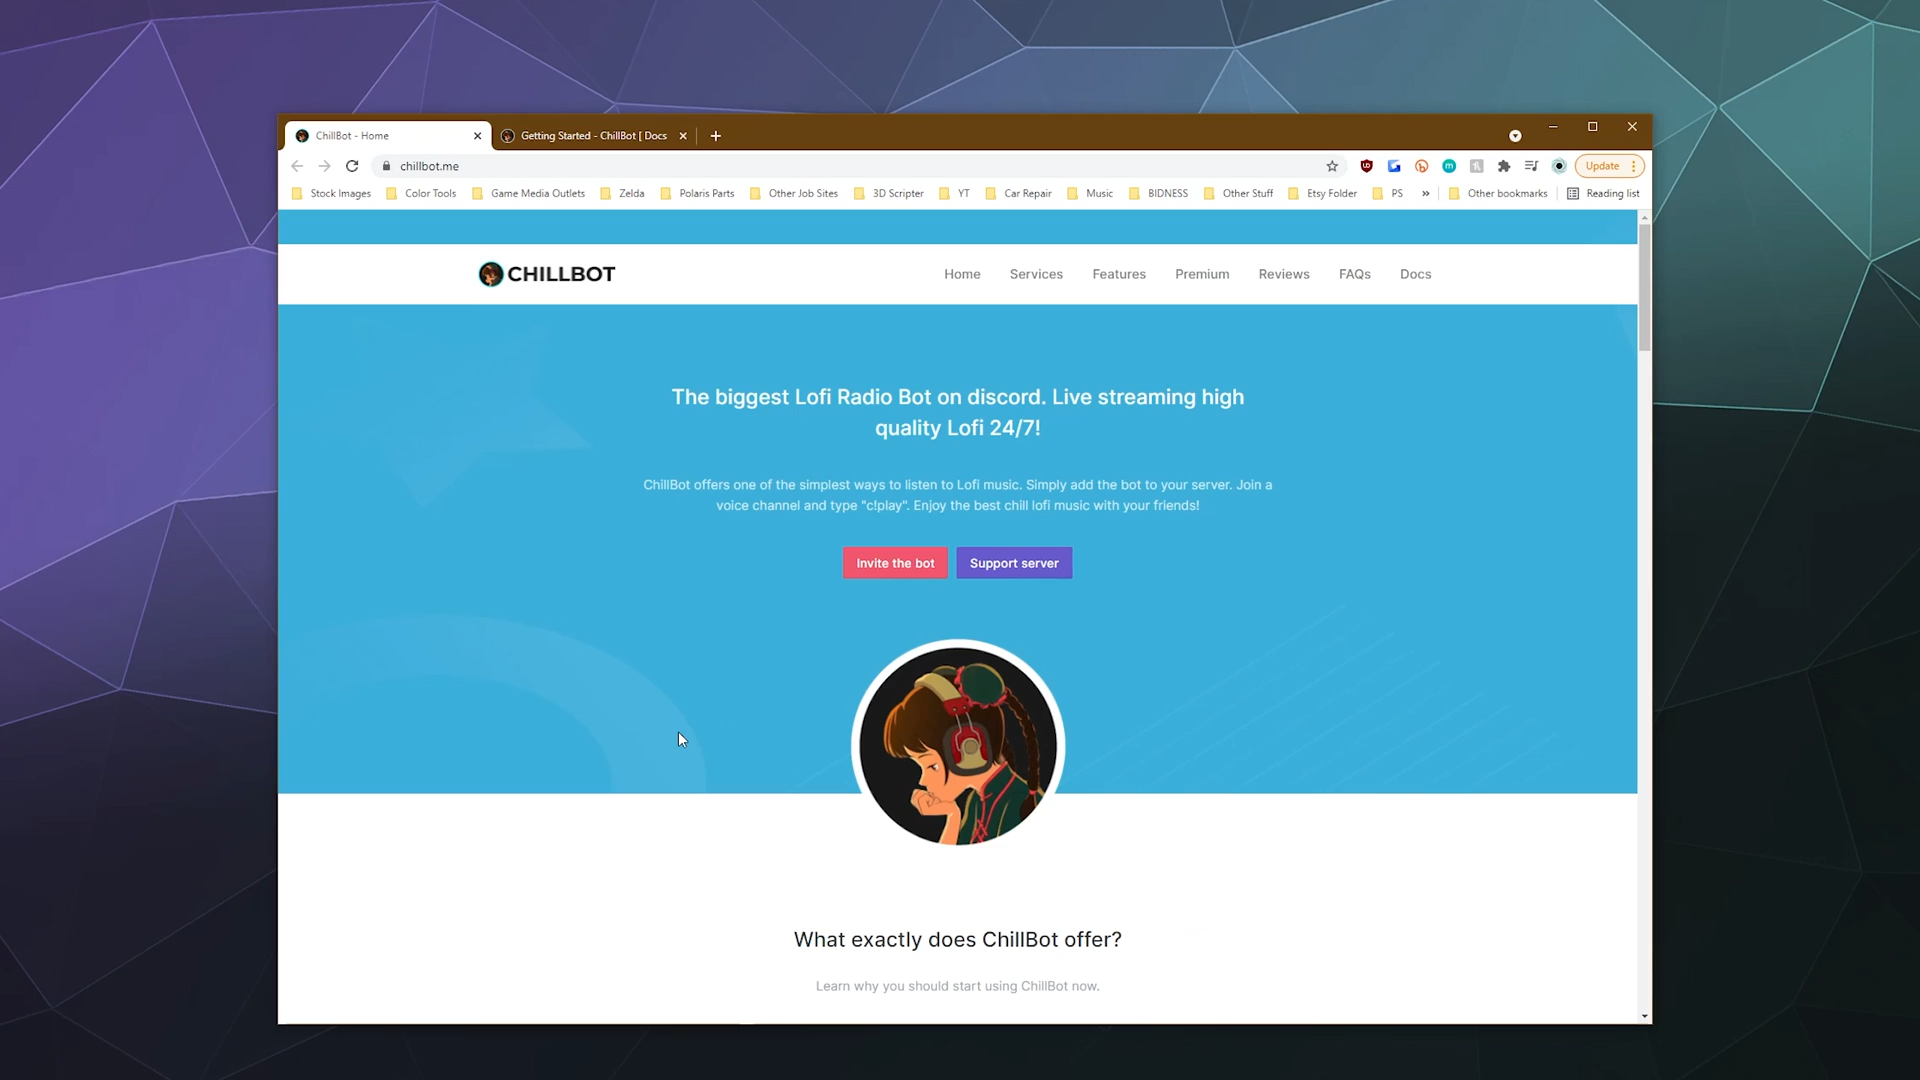 ChillBot - Home
Getting Started - ChillBot [ Docs
chillbot.me
Update
Stock Images
Color Tools
Game Media Outlets
Zelda
Polaris Parts
Other Job Sites
3D Scripter
YT
Car Repair
Music
BIDNESS
Other Stuff
Etsy Folder
PS
»
Other bookmarks
Reading list
CHILLBOT
Home
Services
Features
Premium
Reviews
FAQs
Docs
The biggest Lofi Radio Bot on discord. Live streaming high
quality Lofi 24/7!
ChillBot offers one of the simplest ways to listen to Lofi music. Simply add the bot to your server. Join a
voice channel and type "c!play". Enjoy the best chill lofi music with your friends!
Invite the bot
Support server
What exactly does ChillBot offer?
Learn why you should start using ChillBot now.